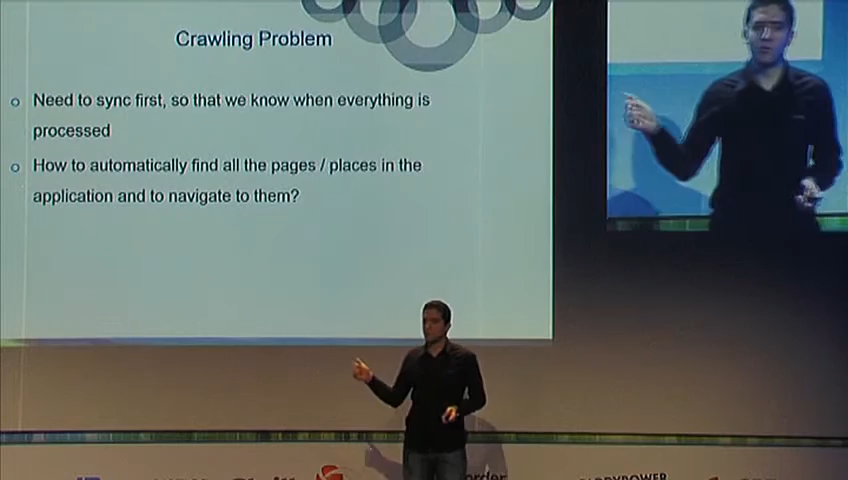 Crawling Problem
Need to sync first, so that we know when everything is
processed
How to automatically find all the pages / places in the
application and to navigate to them?